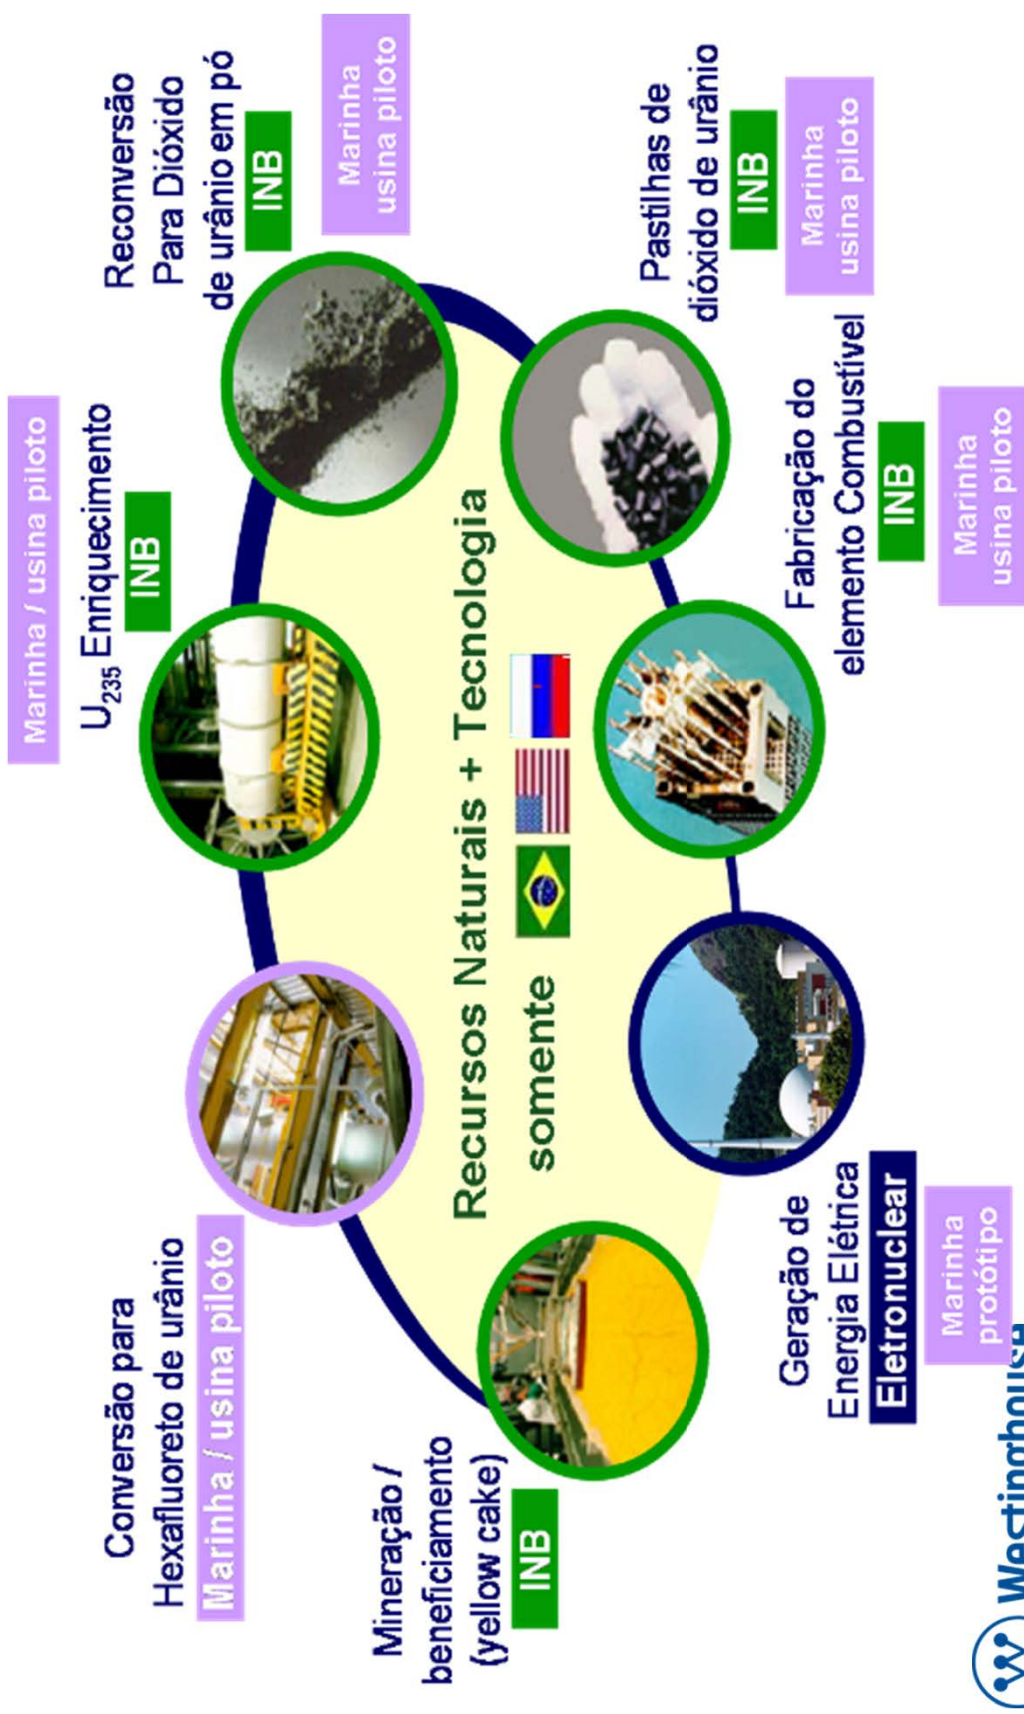 Mineração /
beneficiamento
(yellow cake)
INB
Conversão para
Hexafluoreto de urânio
Marinha / usina piloto
Marinha / usina piloto
U₂₃₅ Enriquecimento
INB
Reconversão
Para Dióxido
de urânio em pó
INB
Marinha
usina piloto
Recursos Naturais + Tecnologia
somente
Pastilhas de
dióxido de urânio
INB
Marinha
usina piloto
Fabricação do
elemento Combustível
INB
Marinha
usina piloto
Geração de
Energia Elétrica
Eletronuclear
Marinha
protótipo
Westinghouse